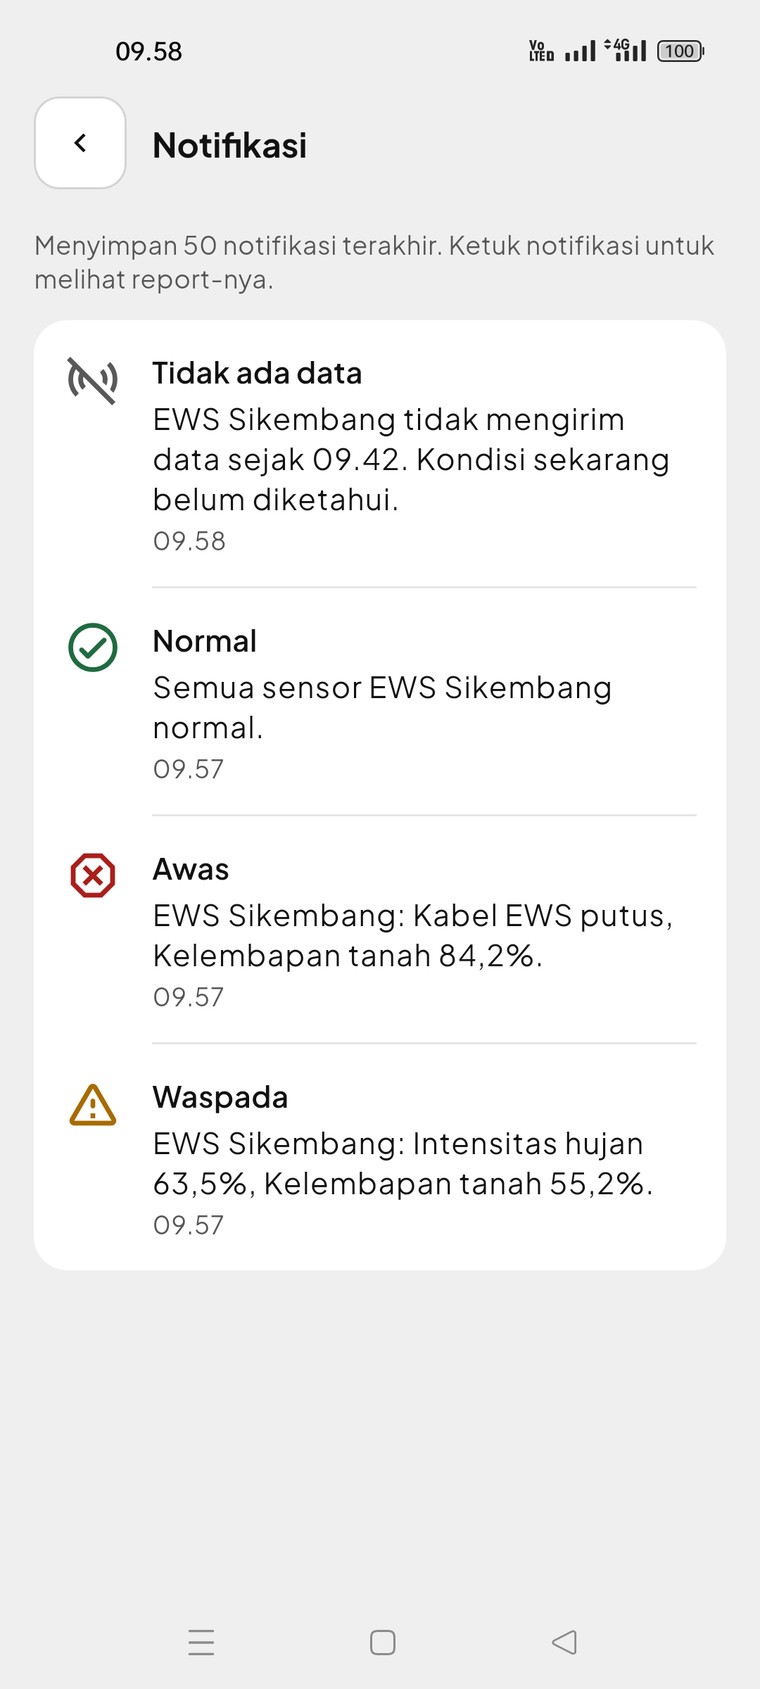 09.58
Vo LTE D 4G 100
Notifikasi
Menyimpan 50 notifikasi terakhir. Ketuk notifikasi untuk
melihat report-nya.
Tidak ada data
EWS Sikembang tidak mengirim
data sejak 09.42. Kondisi sekarang
belum diketahui.
09.58
Normal
Semua sensor EWS Sikembang
normal.
09.57
Awas
EWS Sikembang: Kabel EWS putus,
Kelembapan tanah 84,2%.
09.57
Waspada
EWS Sikembang: Intensitas hujan
63,5%, Kelembapan tanah 55,2%.
09.57